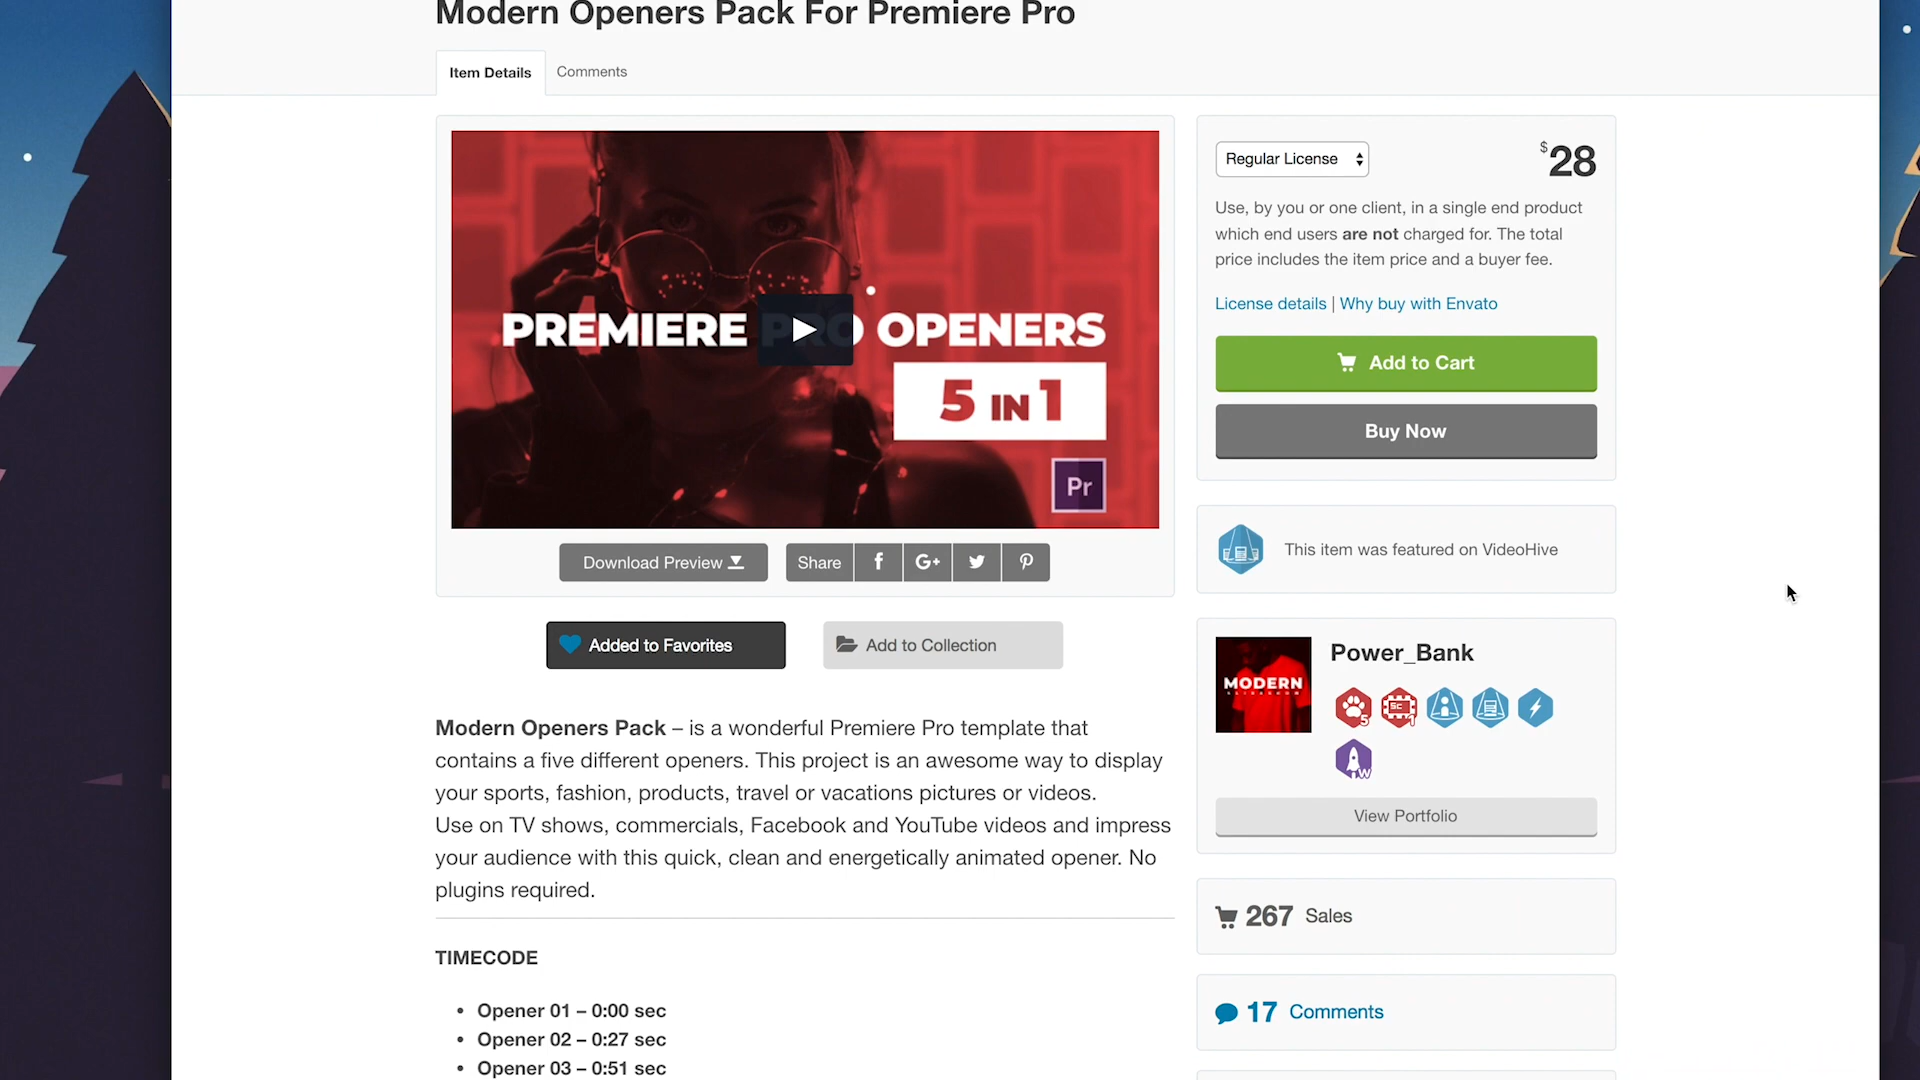 Modern Openers Pack For Premiere Pro
Item Details
Comments
PREMIERE PRO OPENERS
5 IN 1
Pr
Download Preview
Share
G+
Added to Favorites
Add to Collection
Modern Openers Pack – is a wonderful Premiere Pro template that
contains a five different openers. This project is an awesome way to display
your sports, fashion, products, travel or vacations pictures or videos.
Use on TV shows, commercials, Facebook and YouTube videos and impress
your audience with this quick, clean and energetically animated opener. No
plugins required.
TIMECODE
• Opener 01 – 0:00 sec
• Opener 02 – 0:27 sec
• Opener 03 – 0:51 sec
Regular License
$28
Use, by you or one client, in a single end product
which end users are not charged for. The total
price includes the item price and a buyer fee.
License details | Why buy with Envato
Add to Cart
Buy Now
This item was featured on VideoHive
MODERN
Power_Bank
5
SC
1
W
View Portfolio
267 Sales
17 Comments